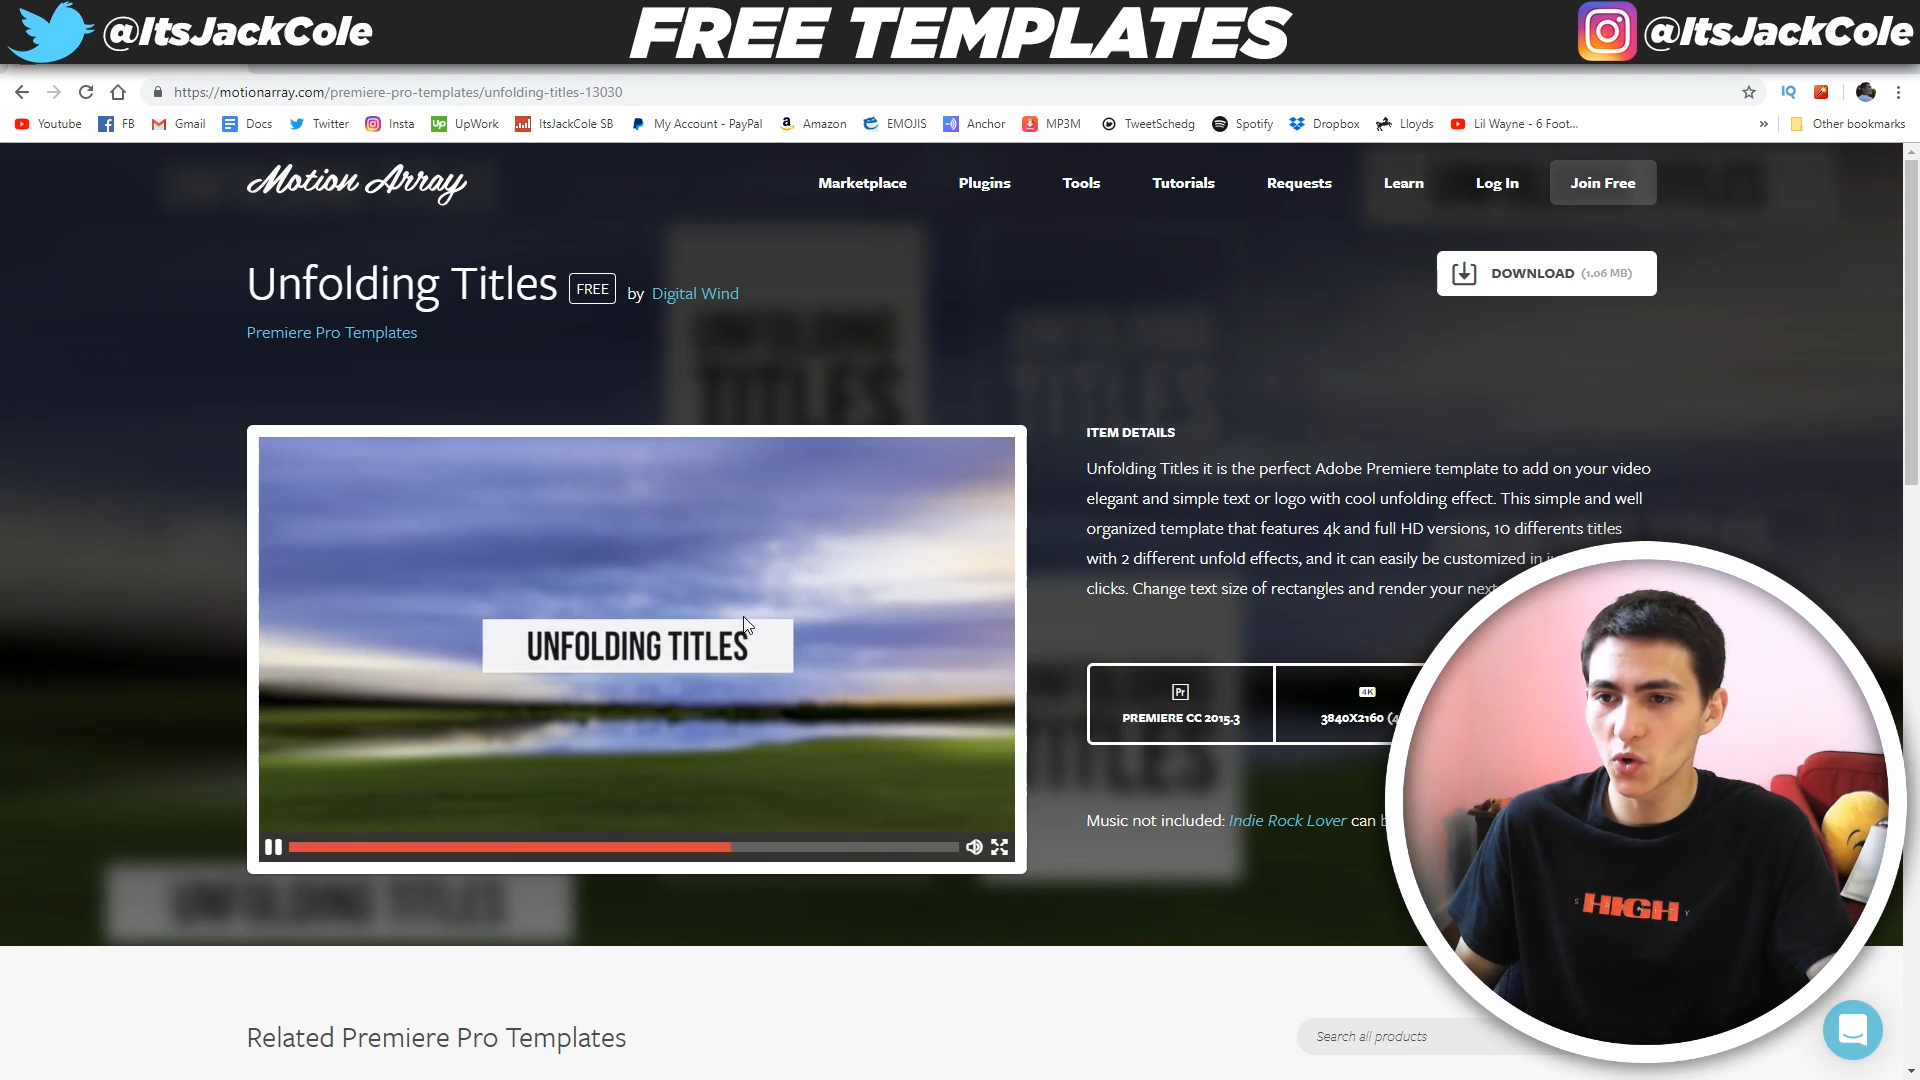 @ItsJackCole
FREE TEMPLATES
@ItsJackCole
https://motionarray.com/premiere-pro-templates/unfolding-titles-13030
IQ
Youtube
FB
Gmail
Docs
Twitter
Insta
Up
UpWork
ItsJackCole SB
My Account - PayPal
Amazon
EMOJIS
Anchor
MP3M
TweetSchedg
Spotify
Dropbox
Lloyds
Lil Wayne - 6 Foot...
»
Other bookmarks
Motion Array
Marketplace
Plugins
Tools
Tutorials
Requests
Learn
Log In
Join Free
Unfolding Titles FREE by Digital Wind
DOWNLOAD (1.06 MB)
Premiere Pro Templates
UNFOLDING TITLES
ITEM DETAILS
Unfolding Titles it is the perfect Adobe Premiere template to add on your video
elegant and simple text or logo with cool unfolding effect. This simple and well
organized template that features 4k and full HD versions, 10 differents titles
with 2 different unfold effects, and it can easily be customized in
clicks. Change text size of rectangles and render your next
Pr
PREMIERE CC 2015.3
4K
3840X2160
Music not included: Indie Rock Lover can
HIGH
UNFOLDING TITLES
Related Premiere Pro Templates
Search all products